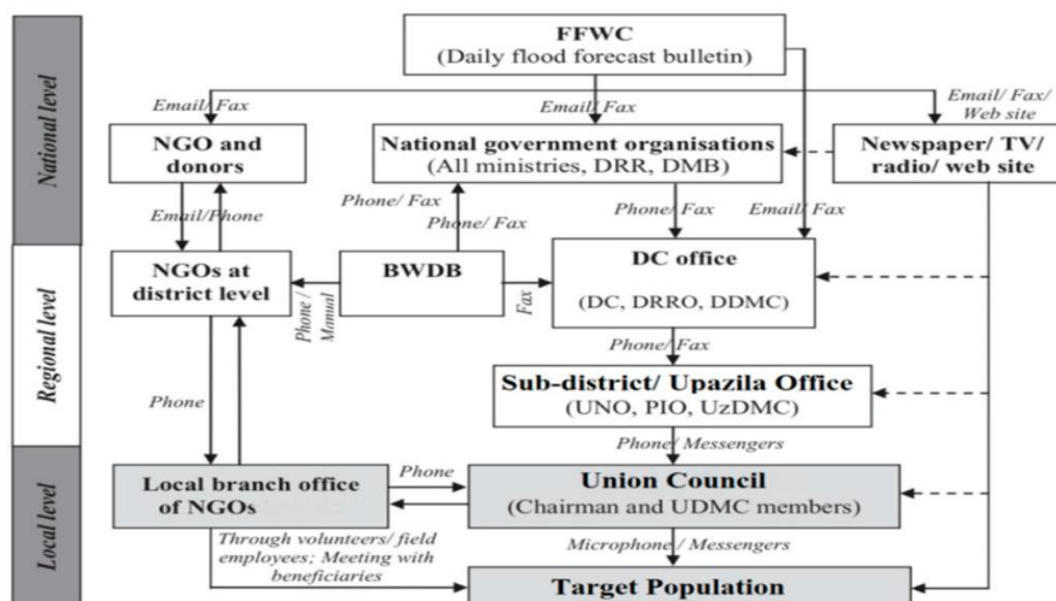 National level
Regional level
Local level
FFWC
(Daily flood forecast bulletin)
Email/ Fax
Email/ Fax
Email/ Fax/
Web site
NGO and
donors
National government organisations
(All ministries, DRR, DMB)
Newspaper/ TV/
radio/ web site
Email/Phone
Phone/ Fax
Phone/ Fax
Phone/ Fax
Email/ Fax
NGOs at
district level
BWDB
DC office
(DC, DRRO, DDMC)
Phone /
Manual
Fax
Phone/ Fax
Sub-district/ Upazila Office
(UNO, PIO, UzDMC)
Phone
Phone/ Messengers
Local branch office
of NGOs
Phone
Union Council
(Chairman and UDMC members)
Through volunteers/ field
employees; Meeting with
beneficiaries
Microphone / Messengers
Target Population